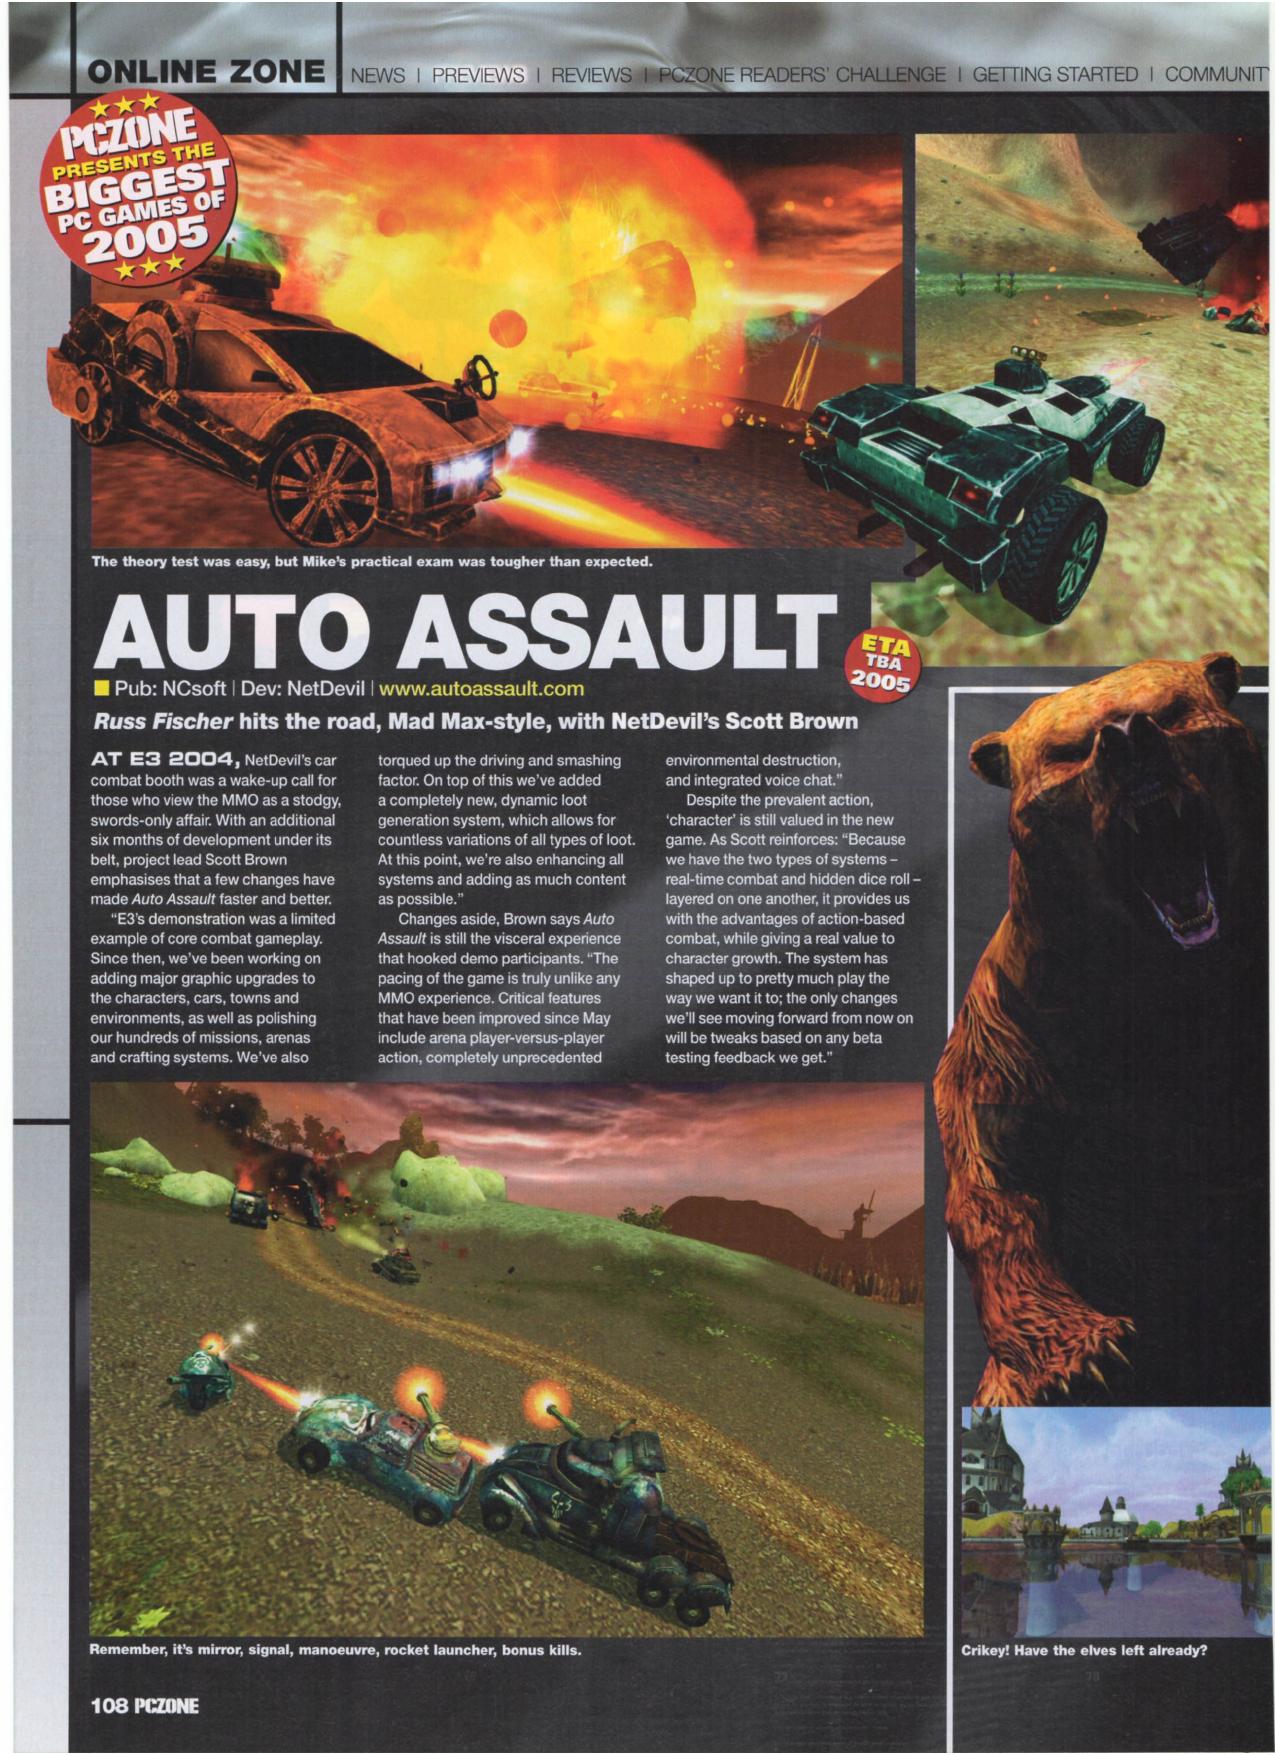 ONLINE ZONE
NEWS | PREVIEWS | REVIEWS | PCZONE READERS' CHALLENGE | GETTING STARTED | COMMUNIT
PCZONE
PRESENTS THE
BIGGEST
PC GAMES OF
2005
The theory test was easy, but Mike's practical exam was tougher than expected.
AUTO ASSAULT
ETA
TBA
2005
Pub: NCsoft | Dev: NetDevil | www.autoassault.com
Russ Fischer hits the road, Mad Max-style, with NetDevil's Scott Brown
AT E3 2004, NetDevil's car
combat booth was a wake-up call for
those who view the MMO as a stodgy,
swords-only affair. With an additional
six months of development under its
belt, project lead Scott Brown
emphasises that a few changes have
made Auto Assault faster and better.
"E3's demonstration was a limited
example of core combat gameplay.
Since then, we've been working on
adding major graphic upgrades to
the characters, cars, towns and
environments, as well as polishing
our hundreds of missions, arenas
and crafting systems. We've also
torqued up the driving and smashing
factor. On top of this we've added
a completely new, dynamic loot
generation system, which allows for
countless variations of all types of loot.
At this point, we're also enhancing all
systems and adding as much content
as possible."
Changes aside, Brown says Auto
Assault is still the visceral experience
that hooked demo participants. "The
pacing of the game is truly unlike any
MMO experience. Critical features
that have been improved since May
include arena player-versus-player
action, completely unprecedented
environmental destruction,
and integrated voice chat."
Despite the prevalent action,
'character' is still valued in the new
game. As Scott reinforces: "Because
we have the two types of systems –
real-time combat and hidden dice roll –
layered on one another, it provides us
with the advantages of action-based
combat, while giving a real value to
character growth. The system has
shaped up to pretty much play the
way we want it to; the only changes
we'll see moving forward from now on
will be tweaks based on any beta
testing feedback we get."
Remember, it's mirror, signal, manoeuvre, rocket launcher, bonus kills.
Crikey! Have the elves left already?
108 PCZONE